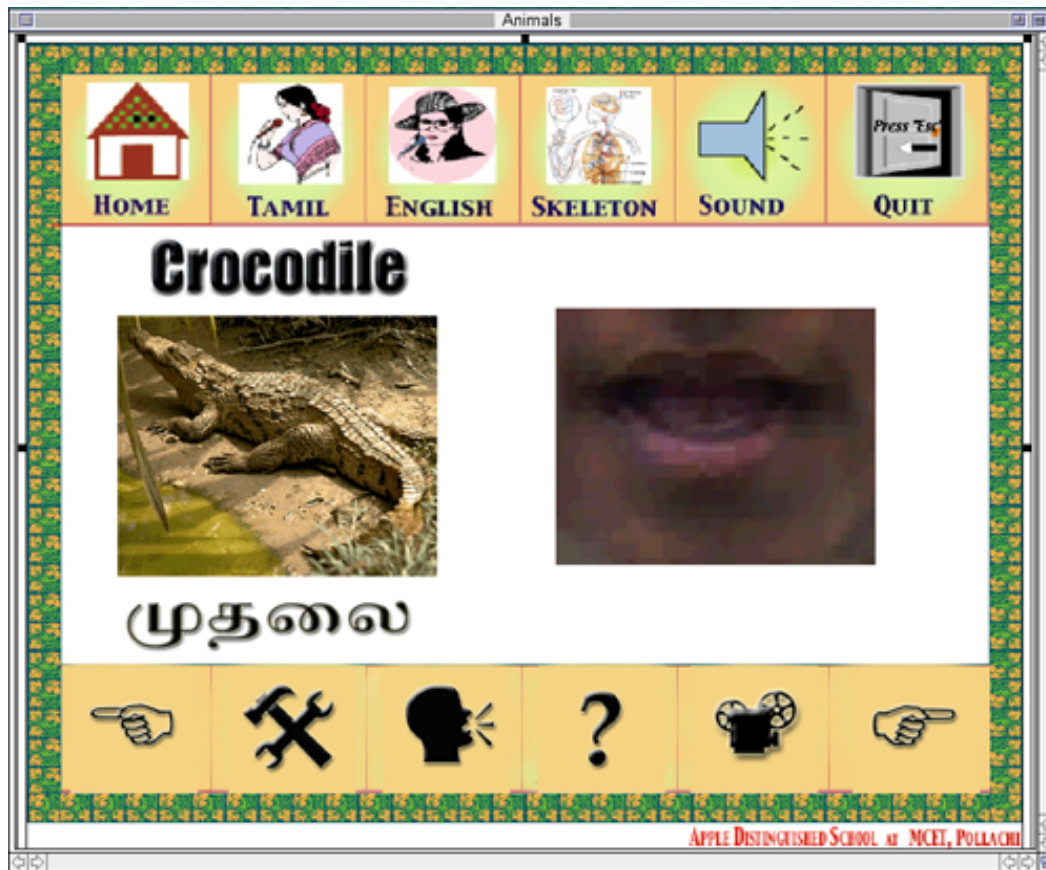 Animals
Press "Esc"
HOME TAMIL ENGLISH SKELETON SOUND QUIT
Crocodile
முதலை
?
APPLE DISTINGUISHED SCHOOL AT MCET, POLLACHI